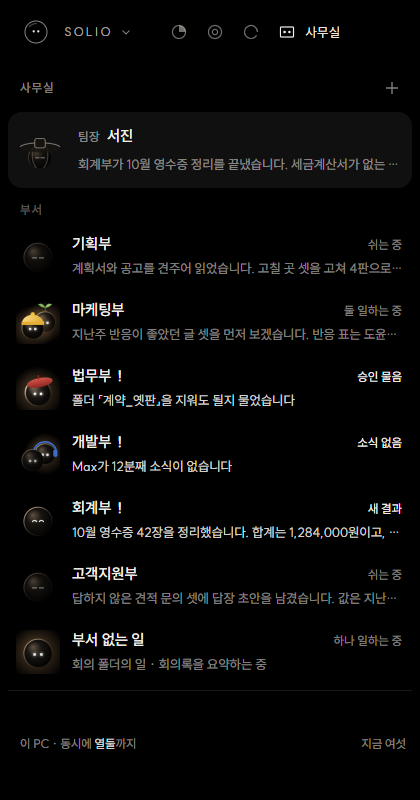 SOLIO
사무실
사무실
팀장 서진
회계부가 10월 영수증 정리를 끝냈습니다. 세금계산서가 없는 ···
부서
기획부 쉬는 중
계획서와 공고를 견주어 읽었습니다. 고칠 곳 셋을 고쳐 4판으로···
마케팅부 둘 일하는 중
지난주 반응이 좋았던 글 셋을 먼저 보겠습니다. 반응 표는 도윤···
법무부 ! 승인 물음
폴더 「계약_옛판」을 지워도 될지 물었습니다
개발부 ! 소식 없음
Max가 12분째 소식이 없습니다
회계부 ! 새 결과
10월 영수증 42장을 정리했습니다. 합계는 1,284,000원이고, ···
고객지원부 쉬는 중
답하지 않은 견적 문의 셋에 답장 초안을 남겼습니다. 값은 지난···
부서 없는 일 하나 일하는 중
회의 폴더의 일 · 회의록을 요약하는 중
이 PC · 동시에 열둘까지 지금 여섯